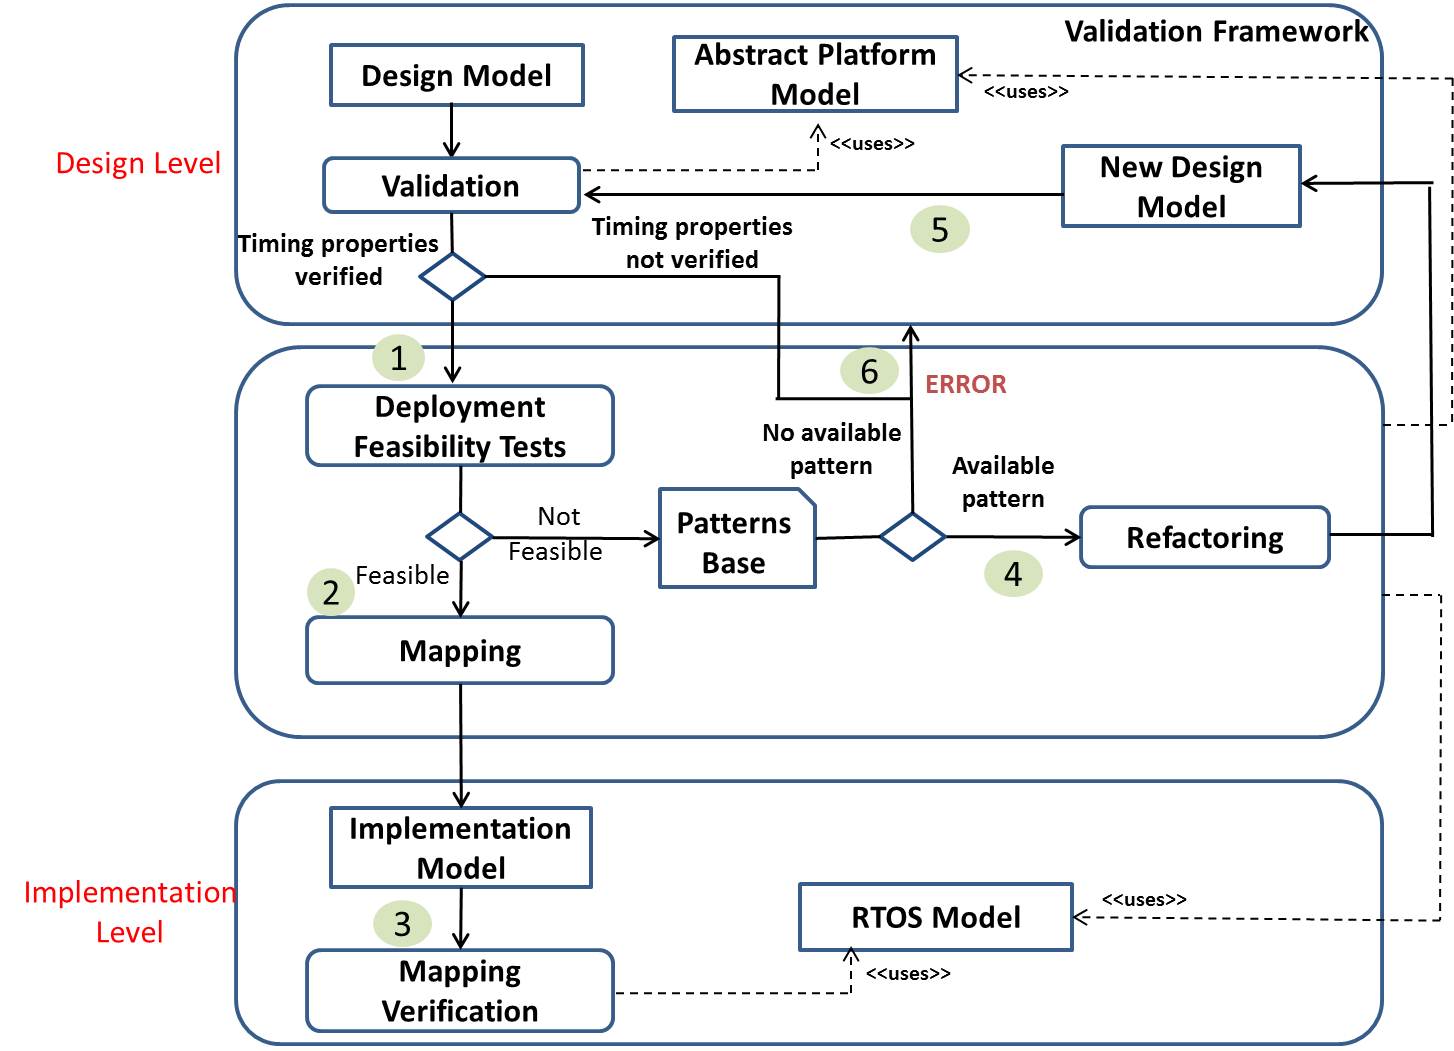 Validation Framework
Design Model
Abstract Platform
Model
<<uses>>
<<uses>>
Design Level
Validation
New Design
Model
5
Timing properties
verified
Timing properties
not verified
1
6
ERROR
Deployment
Feasibility Tests
No available
pattern
Available
pattern
Not
Feasible
Patterns
Base
Refactoring
4
Feasible
2
Mapping
Implementation
Level
Implementation
Model
3
RTOS Model
<<uses>>
<<uses>>
Mapping
Verification